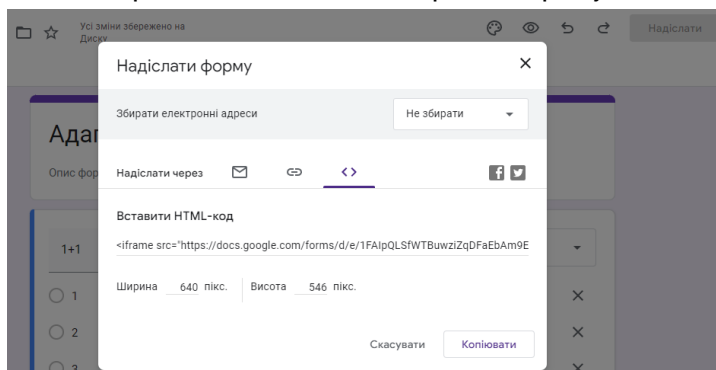 Усі зміни збережено на
Диску
Надіслати
Надіслати форму
Збирати електронні адреси
Не збирати
Опис фор
Надіслати через
Вставити HTML-код
<iframe src="https://docs.google.com/forms/d/e/1FAIpQLSfWTBuwziZqDFaEbAm9E
1+1
Ширина 640 пікс. Висота 546 пікс.
1
2
3
Скасувати
Копіювати